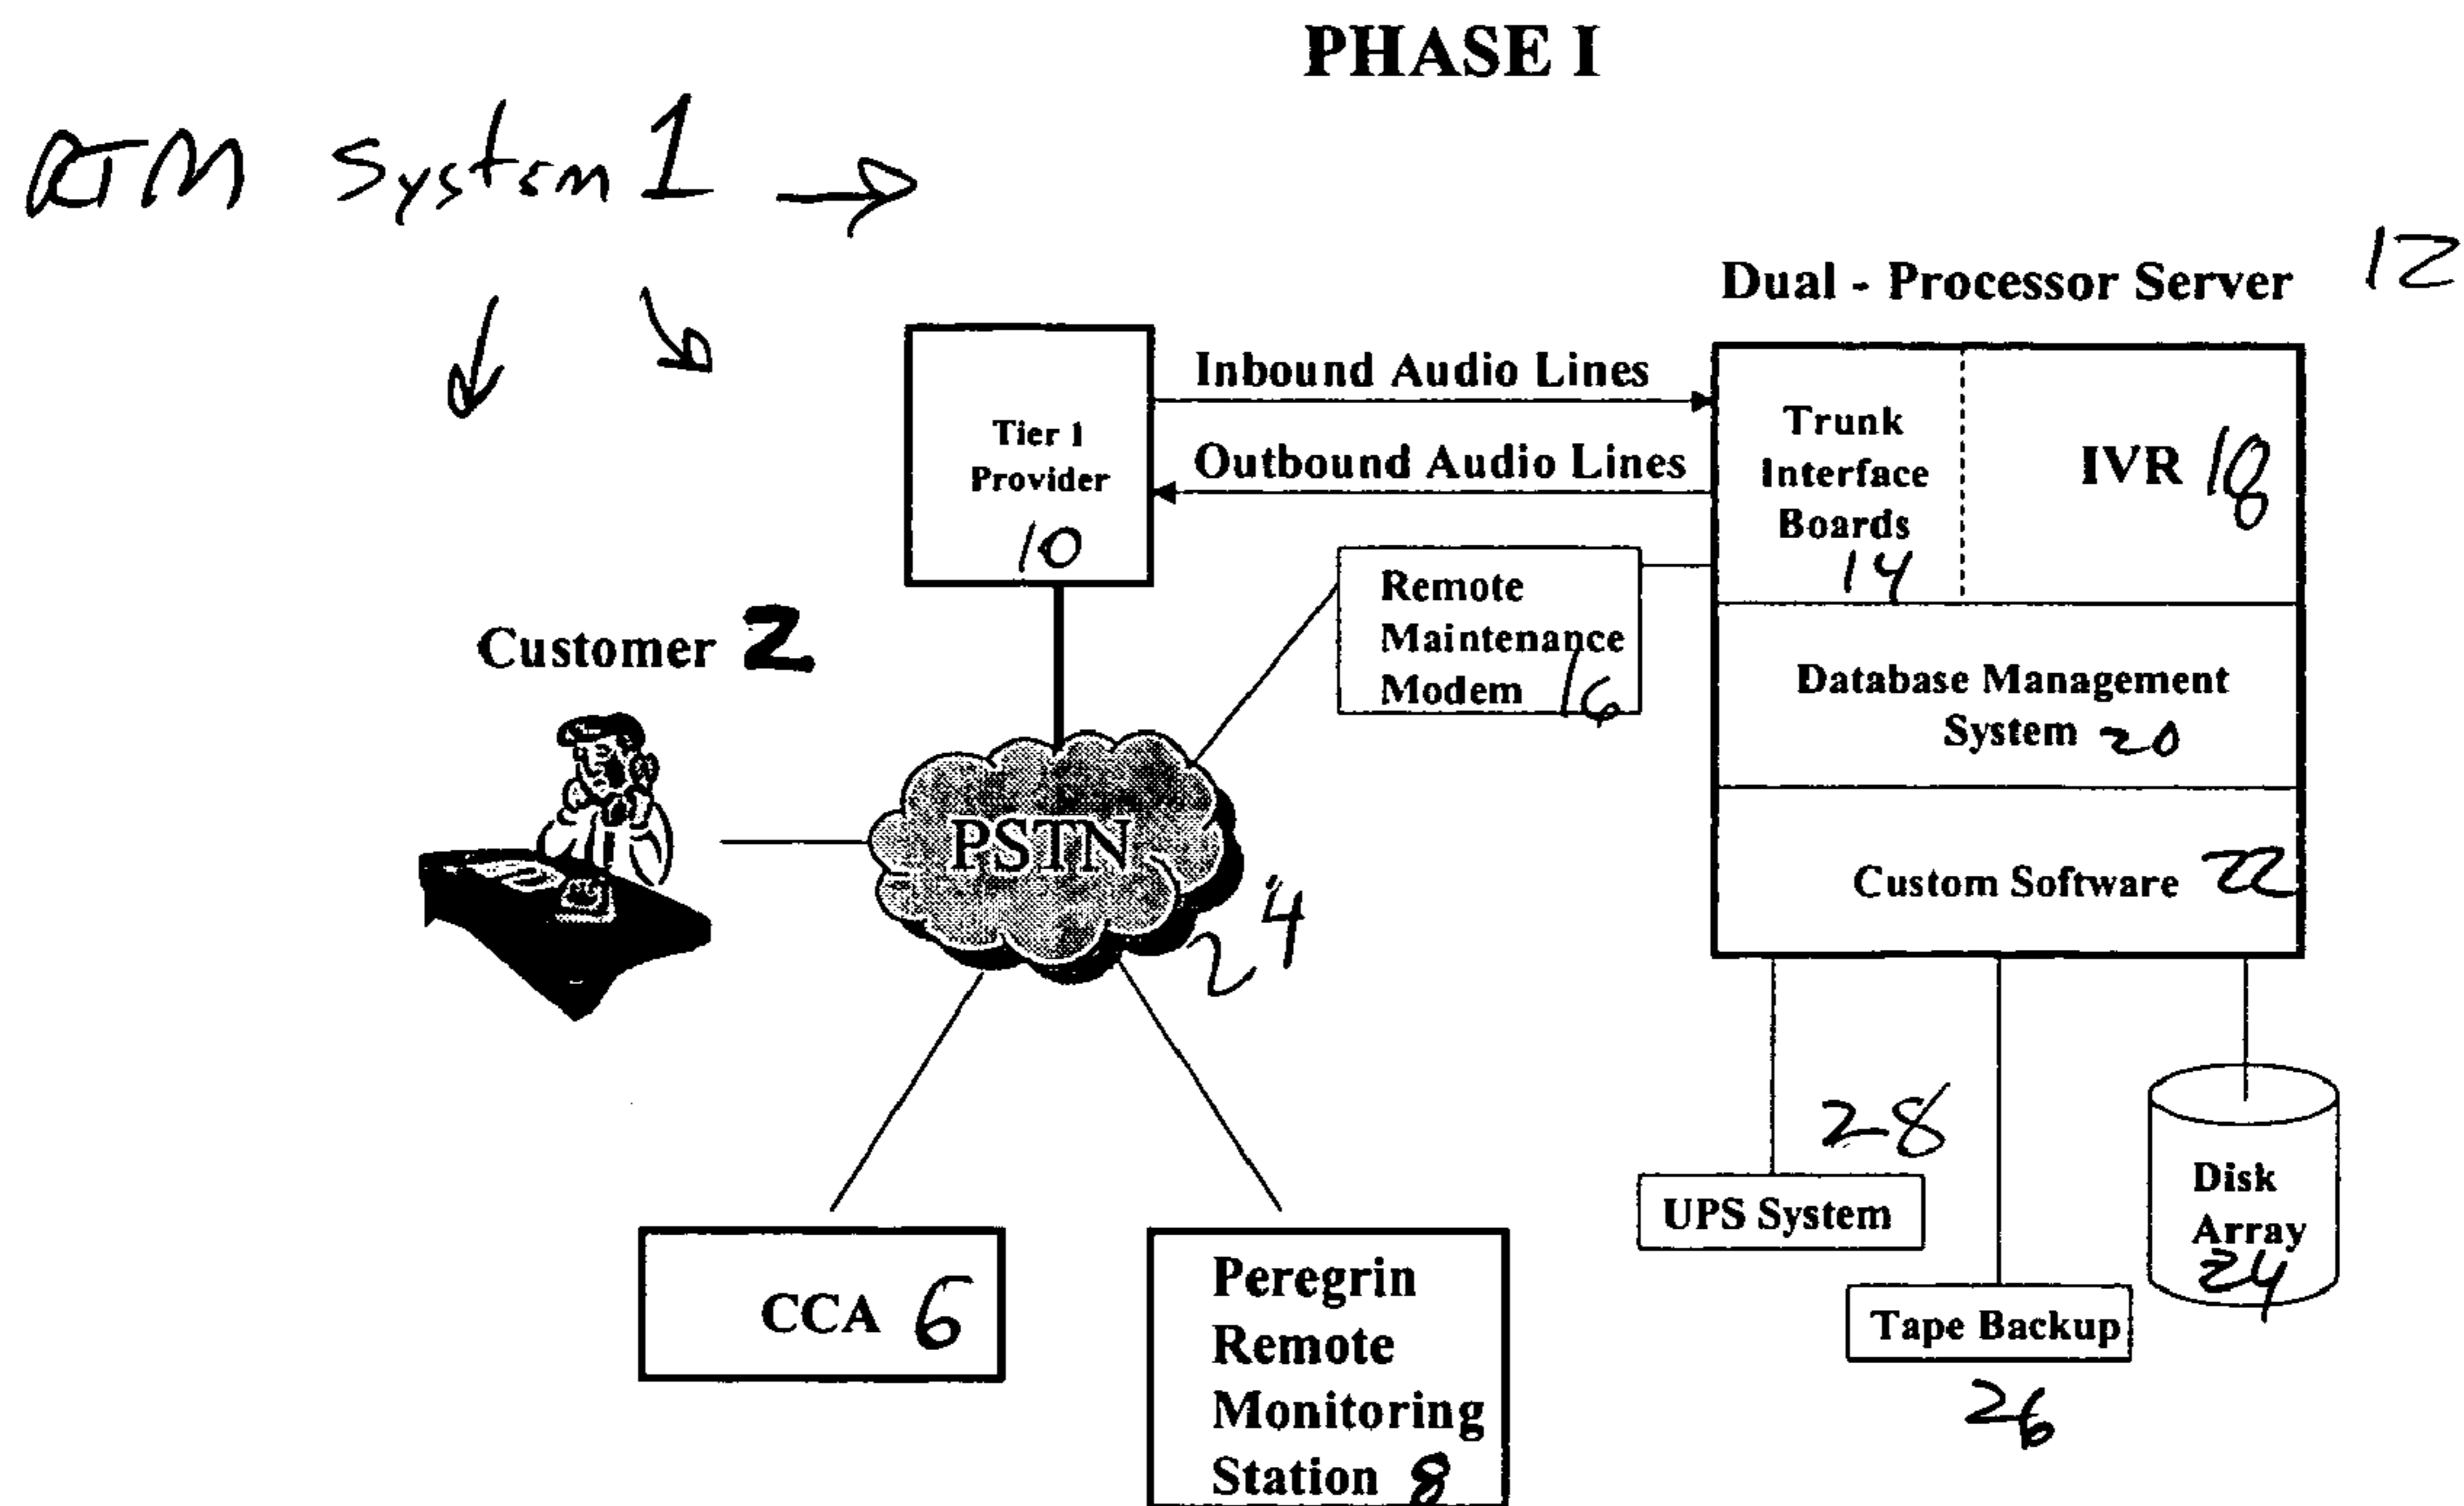 PHASE I
System 1
Dual - Processor Server 12
Inbound Audio Lines
Outbound Audio Lines
Tier 1
Provider
10
Trunk
Interface
Boards
14
IVR 18
Remote
Maintenance
Modem 16
Customer 2
Database Management
System 20
PSTN
24
Custom Software 22
28
UPS System
Disk
Array
24
Tape Backup
26
CCA 6
Peregrin
Remote
Monitoring
Station 8